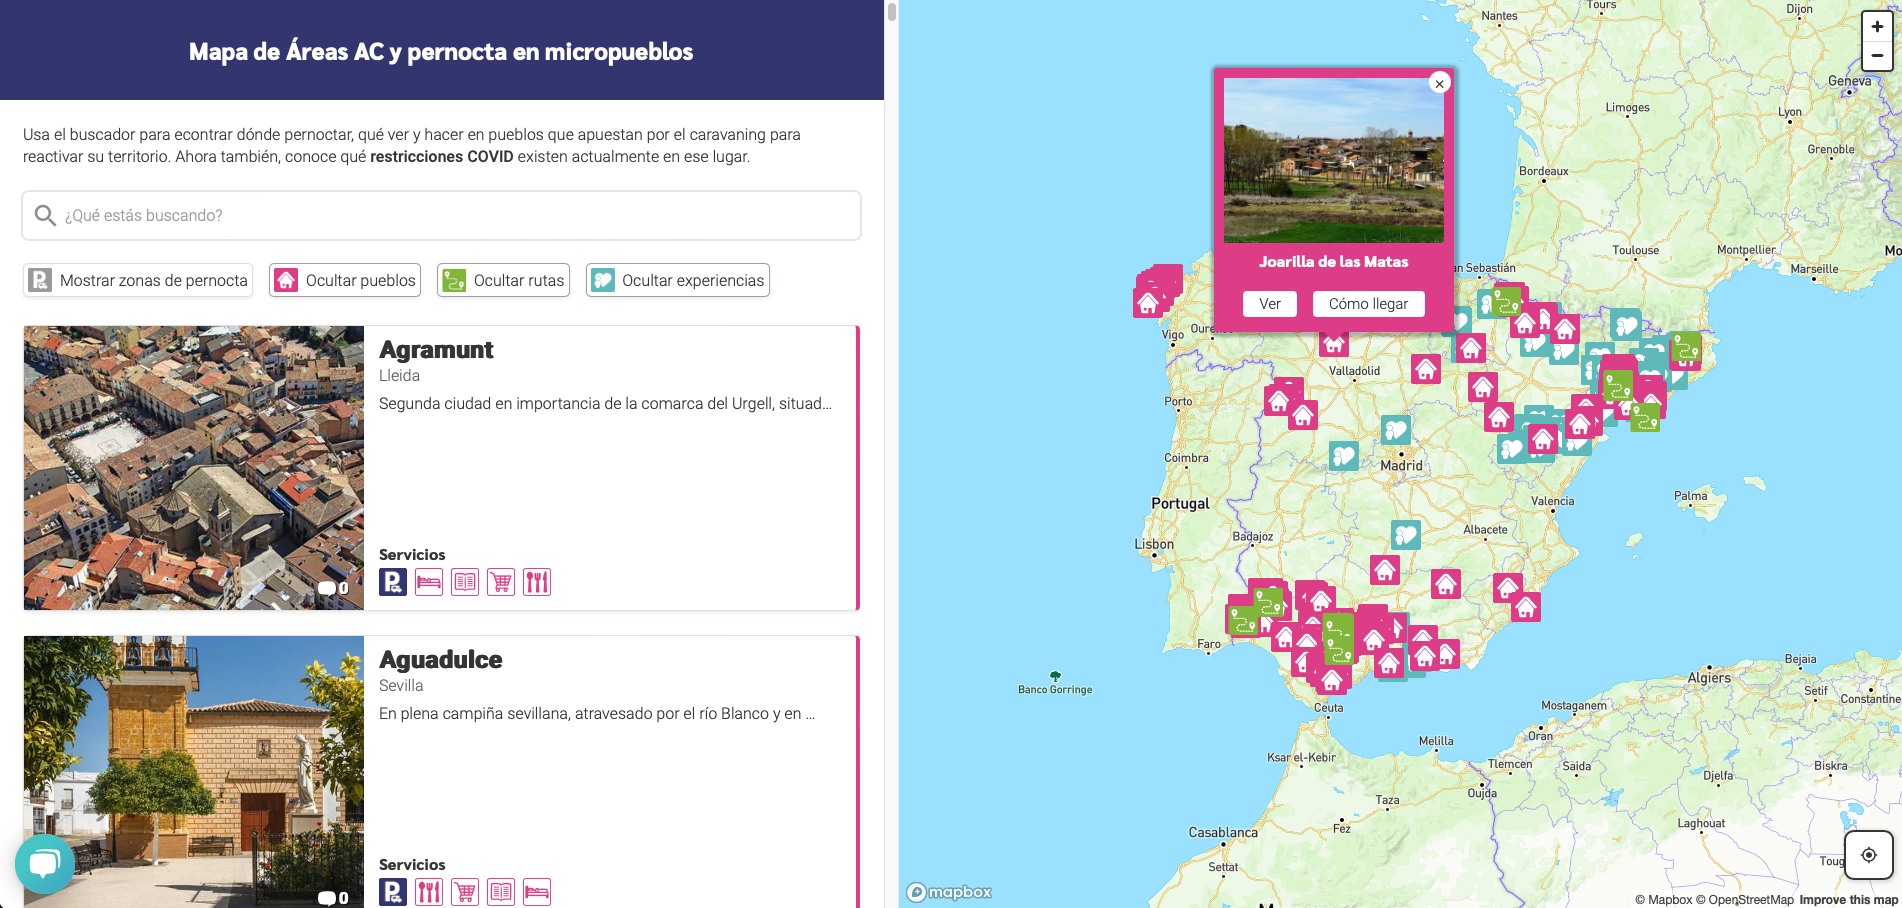 Mapa de Áreas AC y pernocta en micropueblos
Usa el buscador para econtrar dónde pernoctar, qué ver y hacer en pueblos que apuestan por el caravaning para
reactivar su territorio. Ahora también, conoce qué restricciones COVID existen actualmente en ese lugar.
¿Qué estás buscando?
Mostrar zonas de pernocta
Ocultar pueblos
Ocultar rutas
Ocultar experiencias
Agramunt
Lleida
Segunda ciudad en importancia de la comarca del Urgell, situad...
Servicios
0
Aguadulce
Sevilla
En plena campiña sevillana, atravesado por el río Blanco y en ...
Servicios
0
Nantes
Tours
Dijon
+
−
Geneva
Limoges
Lyon
Grenoble
Bordeaux
Toulouse
Montpellier
Marseille
Mo
×
Joarilla de las Matas
Ver
Cómo llegar
an Sebastián
Vigo
Valladolid
Porto
Coimbra
Madrid
Portugal
Lisbon
Badajoz
Valencia
Palma
Albacete
Faro
Banco Gorringe
Ceuta
Algiers
Bejaia
Setif
Constantine
Mostaganem
Oran
Melilla
Ksar el-Kebir
Tlemcen
Saida
Biskra
Djelfa
Oujda
Taza
Fez
Laghouat
Casablanca
Settat
Toug
mapbox
© Mapbox © OpenStreetMap Improve this map